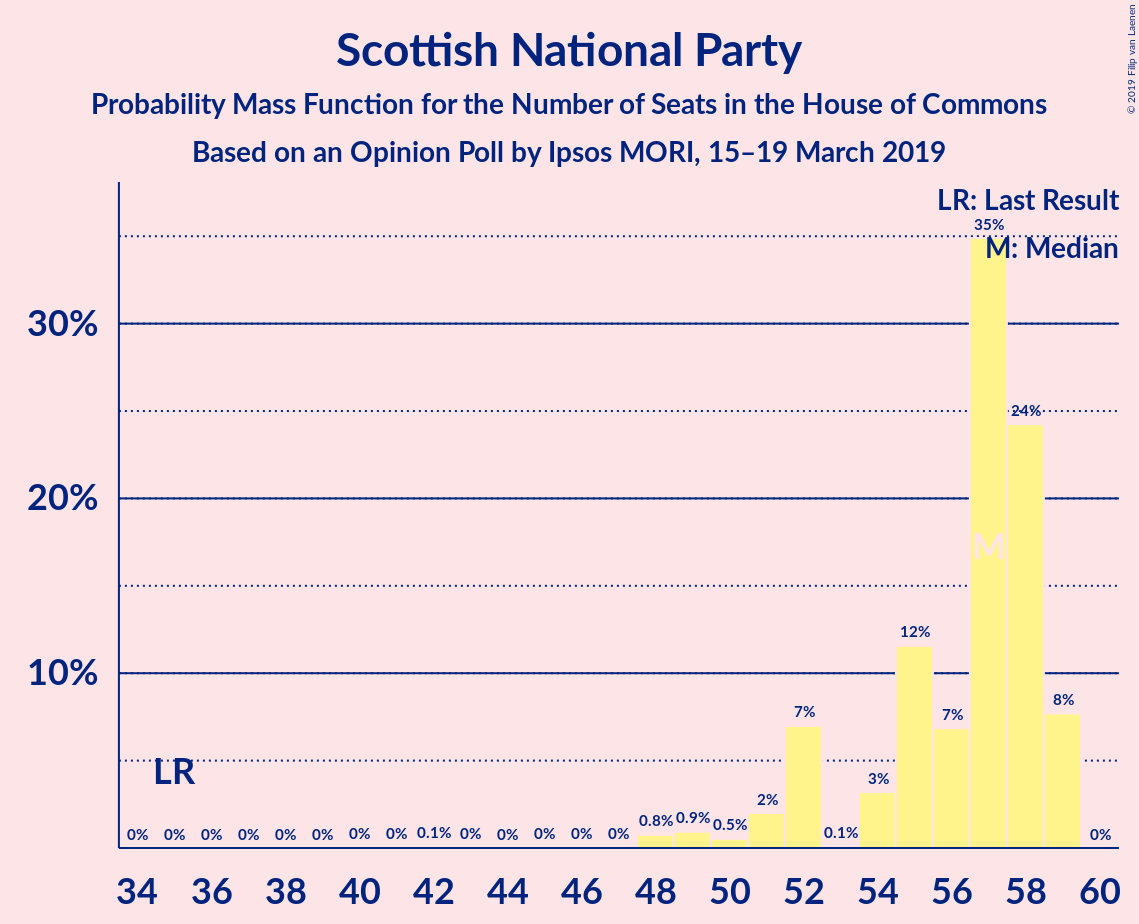 Scottish National Party
Probability Mass Function for the Number of Seats in the House of Commons
Based on an Opinion Poll by Ipsos MORI, 15–19 March 2019
© 2019 Filip van Laenen
LR: Last Result
M: Median
30%
20%
10%
LR
M
0% 0% 0% 0% 0% 0% 0% 0% 0.1% 0% 0% 0% 0% 0% 0.8% 0.9% 0.5% 2% 7% 0.1% 3% 12% 7% 35% 24% 8% 0%
34 36 38 40 42 44 46 48 50 52 54 56 58 60